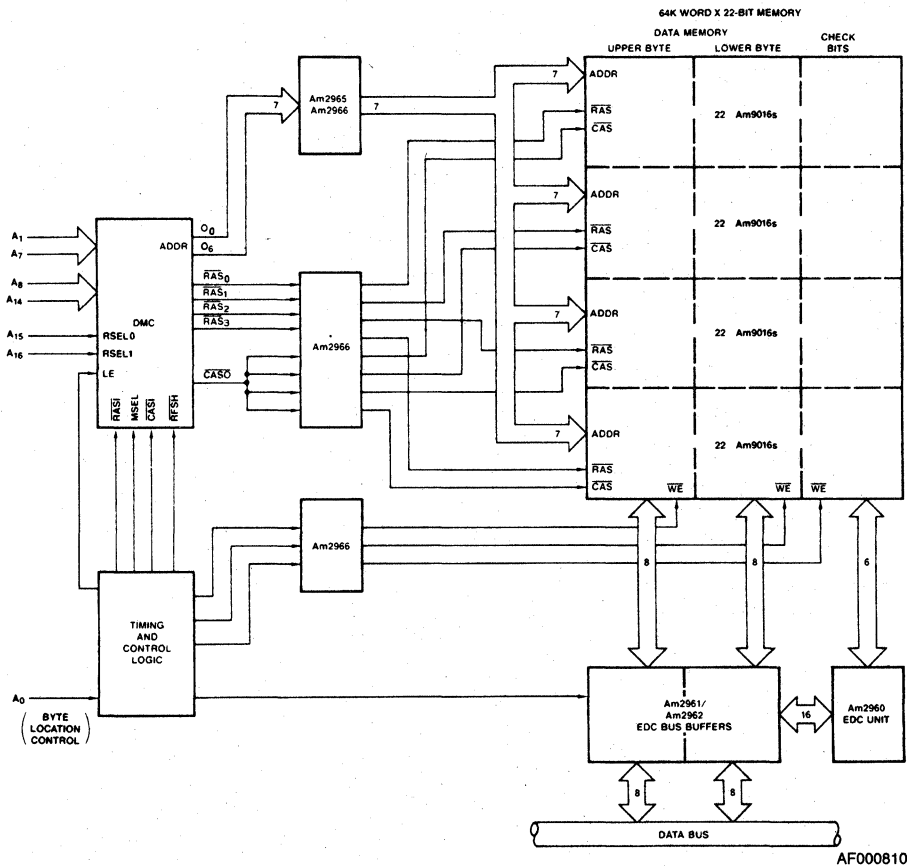 64K WORD X 22-BIT MEMORY
DATA MEMORY
UPPER BYTE
LOWER BYTE
CHECK
BITS
Am2965
Am2966
7
7
7
ADDR
RAS
CAS
22 Am9016s
7
ADDR
RAS
CAS
22 Am9016s
7
ADDR
RAS
CAS
22 Am9016s
7
7
ADDR
RAS
CAS
22 Am9016s
WE
WE
WE
A1
A7
A8
A14
A15
A16
ADDR
DMC
RSEL0
RSEL1
LE
RASI
MSEL
CASI
RFSH
O0
O6
RAS0
RAS1
RAS2
RAS3
CASO
Am2966
Am2966
8
8
6
TIMING
AND
CONTROL
LOGIC
A0
( BYTE
LOCATION
CONTROL )
Am2961/
Am2962
EDC BUS BUFFERS
16
Am2960
EDC UNIT
8
8
DATA BUS
AF000810